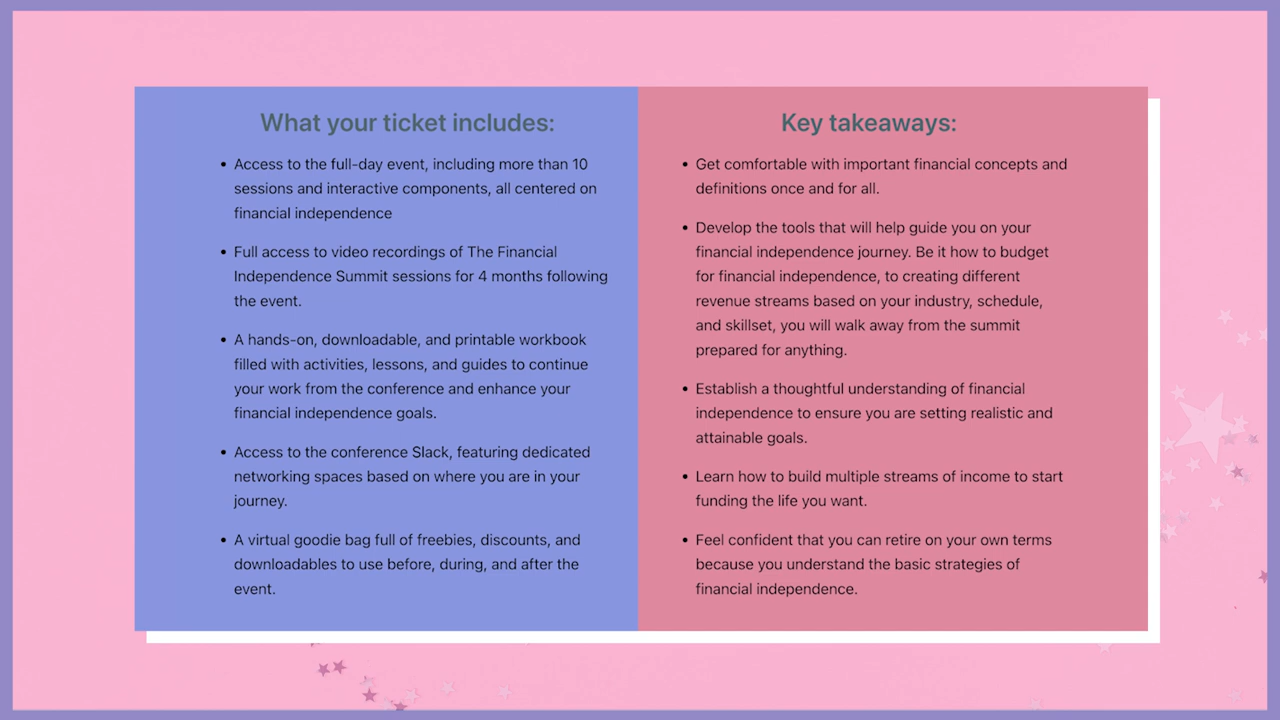 What your ticket includes:
• Access to the full-day event, including more than 10
sessions and interactive components, all centered on
financial independence
• Full access to video recordings of The Financial
Independence Summit sessions for 4 months following
the event.
• A hands-on, downloadable, and printable workbook
filled with activities, lessons, and guides to continue
your work from the conference and enhance your
financial independence goals.
• Access to the conference Slack, featuring dedicated
networking spaces based on where you are in your
journey.
• A virtual goodie bag full of freebies, discounts, and
downloadables to use before, during, and after the
event.
Key takeaways:
• Get comfortable with important financial concepts and
definitions once and for all.
• Develop the tools that will help guide you on your
financial independence journey. Be it how to budget
for financial independence, to creating different
revenue streams based on your industry, schedule,
and skillset, you will walk away from the summit
prepared for anything.
• Establish a thoughtful understanding of financial
independence to ensure you are setting realistic and
attainable goals.
• Learn how to build multiple streams of income to start
funding the life you want.
• Feel confident that you can retire on your own terms
because you understand the basic strategies of
financial independence.